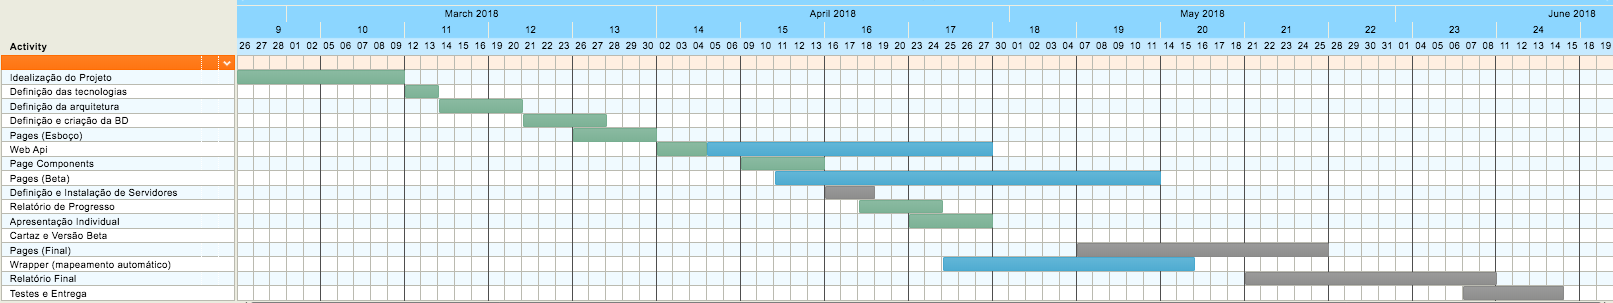 March 2018 April 2018 May 2018 June 2018
9 10 11 12 13 14 15 16 17 18 19 20 21 22 23 24
Activity 26 27 28 01 02 05 06 07 08 09 12 13 14 15 16 19 20 21 22 23 26 27 28 29 30 02 03 04 05 06 09 10 11 12 13 16 17 18 19 20 23 24 25 26 27 30 01 02 03 04 07 08 09 10 11 14 15 16 17 18 21 22 23 24 25 28 29 30 31 01 04 05 06 07 08 11 12 13 14 15 18 19
Idealização do Projeto
Definição das tecnologias
Definição da arquitetura
Definição e criação da BD
Pages (Esboço)
Web Api
Page Components
Pages (Beta)
Definição e Instalação de Servidores
Relatório de Progresso
Apresentação Individual
Cartaz e Versão Beta
Pages (Final)
Wrapper (mapeamento automático)
Relatório Final
Testes e Entrega